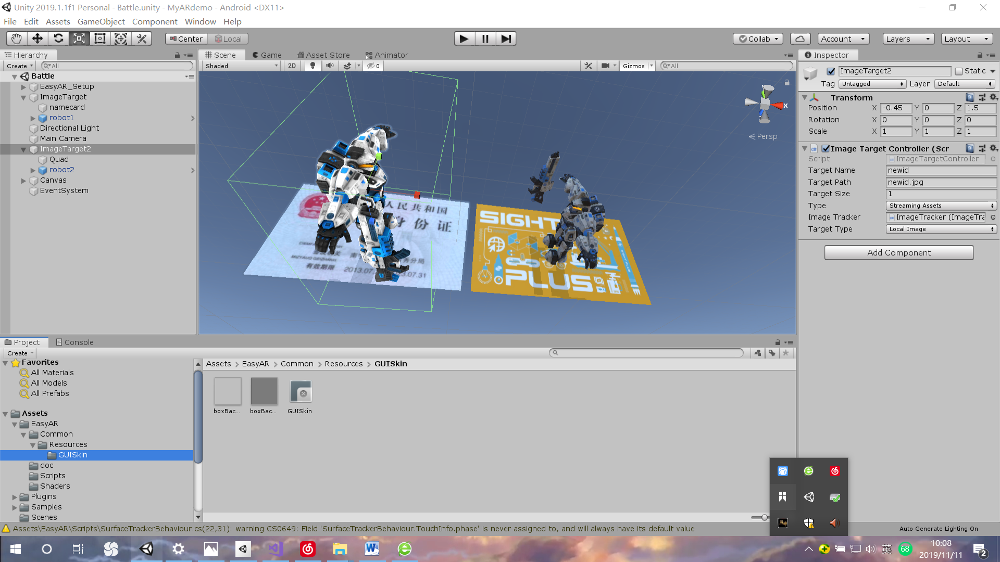 Unity 2019.1.1f1 Personal - Battle.unity - MyARdemo - Android <DX11>
File Edit Assets GameObject Component Window Help
Center Local
Collab Account Layers Layout
Hierarchy
Scene Game Asset Store Animator
Inspector
Create All
Shaded 2D 0 Gizmos All
ImageTarget2 Static
Tag Untagged Layer Default
Battle
EasyAR_Setup
ImageTarget
namecard
robot1
Directional Light
Main Camera
ImageTarget2
Quad
robot2
Canvas
EventSystem
x
Persp
人民共和国
身份证
南
务分局
有效期限 2013.07
3.07.31
SIGHT
PLUS
Transform
Position X -0.45 Y 0 Z 1.5
Rotation X 0 Y 0 Z 0
Scale X 1 Y 1 Z 1
Image Target Controller (Scr
Script ImageTargetController
Target Name newid
Target Path newid.jpg
Target Size 1
Type Streaming Assets
Image Tracker ImageTracker (ImageTra
Target Type Local Image
Add Component
Project Console
Create
Favorites
All Materials
All Models
All Prefabs
Assets
EasyAR
Common
Resources
GUISkin
doc
Scripts
Shaders
Plugins
Samples
Scenes
Assets EasyAR Common Resources GUISkin
boxBac... boxBac... GUISkin
Assets\EasyAR\Scripts\SurfaceTrackerBehaviour.cs(22,31): warning CS0649: Field 'SurfaceTrackerBehaviour.TouchInfo.phase' is never assigned to, and will always have its default value
Auto Generate Lighting On
英 68 10:08
2019/11/11 2